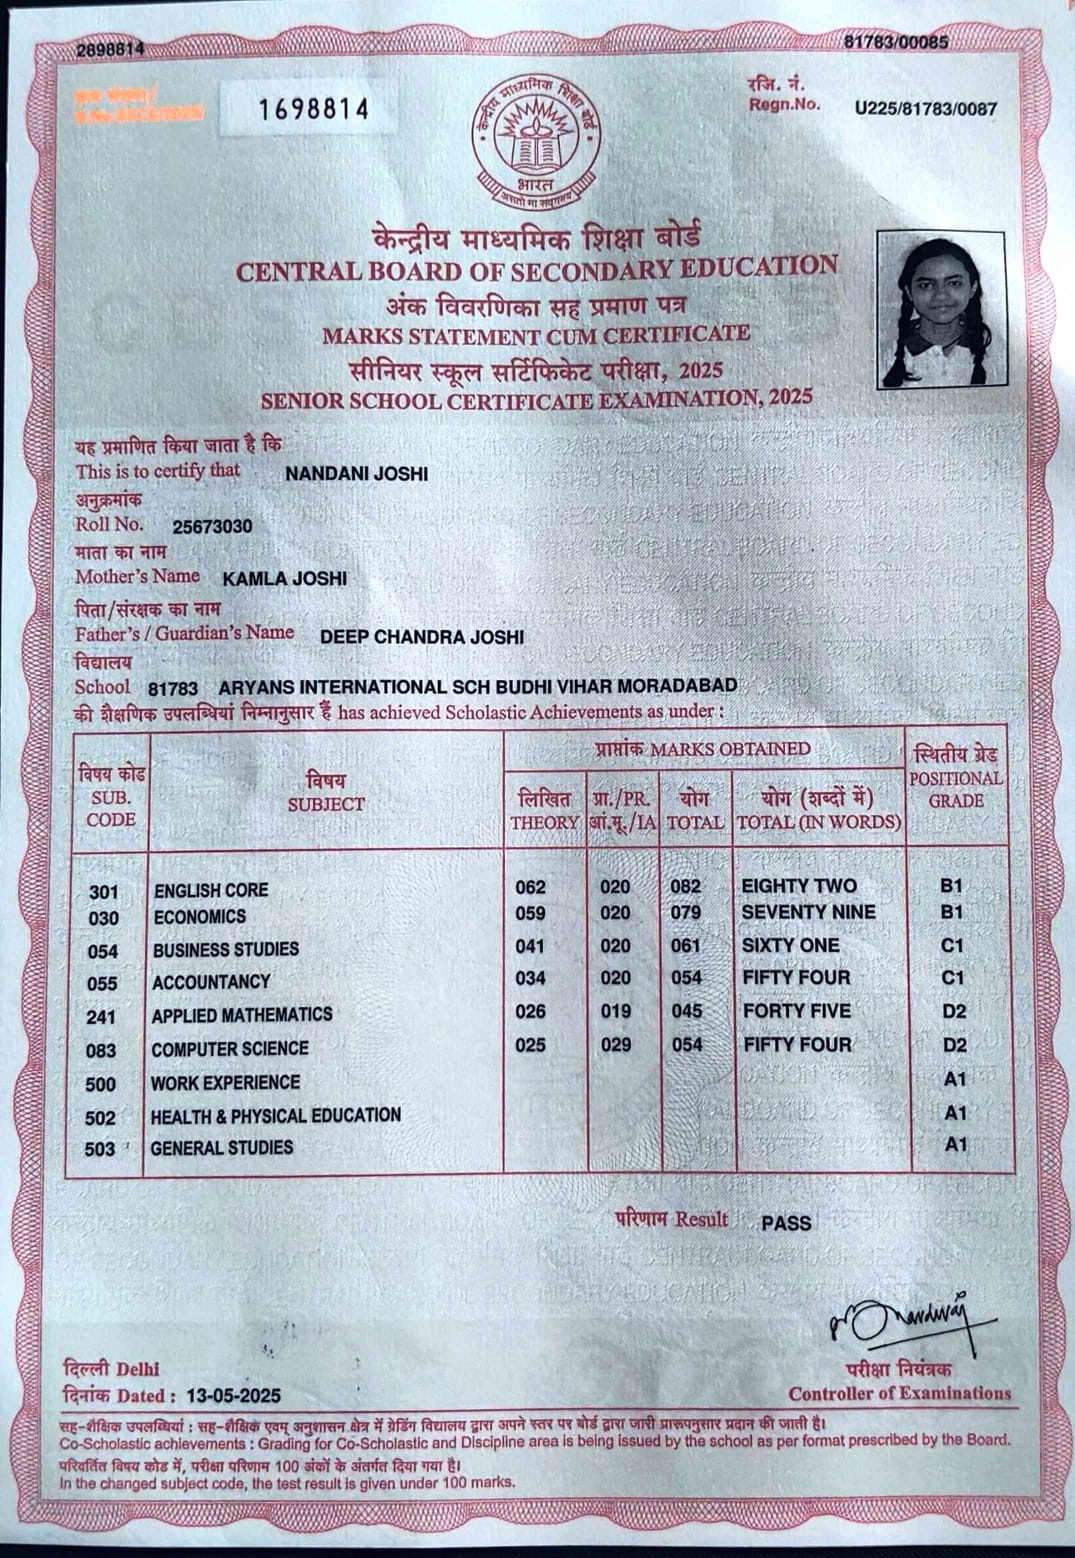 2898814
81783/00085
1698814
रजि. नं.
Regn.No. U225/81783/0087
केन्द्रीय माध्यमिक शिक्षा बोर्ड
भारत
असतो मा सद्गमय
केन्द्रीय माध्यमिक शिक्षा बोर्ड
CENTRAL BOARD OF SECONDARY EDUCATION
अंक विवरणिका सह प्रमाण पत्र
MARKS STATEMENT CUM CERTIFICATE
सीनियर स्कूल सर्टिफिकेट परीक्षा, 2025
SENIOR SCHOOL CERTIFICATE EXAMINATION, 2025
यह प्रमाणित किया जाता है कि
This is to certify that NANDANI JOSHI
अनुक्रमांक
Roll No. 25673030
माता का नाम
Mother's Name KAMLA JOSHI
पिता/संरक्षक का नाम
Father's / Guardian's Name DEEP CHANDRA JOSHI
विद्यालय
School 81783 ARYANS INTERNATIONAL SCH BUDHI VIHAR MORADABAD
की शैक्षणिक उपलब्धियां निम्नानुसार हैं has achieved Scholastic Achievements as under :
विषय कोड SUB. CODE
विषय SUBJECT
प्राप्तांक MARKS OBTAINED
स्थितीय ग्रेड POSITIONAL GRADE
लिखित THEORY
प्रा./PR. आं.मू./IA
योग TOTAL
योग (शब्दों में) TOTAL (IN WORDS)
301 ENGLISH CORE 062 020 082 EIGHTY TWO B1
030 ECONOMICS 059 020 079 SEVENTY NINE B1
054 BUSINESS STUDIES 041 020 061 SIXTY ONE C1
055 ACCOUNTANCY 034 020 054 FIFTY FOUR C1
241 APPLIED MATHEMATICS 026 019 045 FORTY FIVE D2
083 COMPUTER SCIENCE 025 029 054 FIFTY FOUR D2
500 WORK EXPERIENCE A1
502 HEALTH & PHYSICAL EDUCATION A1
503 GENERAL STUDIES A1
परिणाम Result PASS
दिल्ली Delhi
दिनांक Dated : 13-05-2025
परीक्षा नियंत्रक
Controller of Examinations
सह-शैक्षिक उपलब्धियां : सह-शैक्षिक एवम् अनुशासन क्षेत्र में ग्रेडिंग विद्यालय द्वारा अपने स्तर पर बोर्ड द्वारा जारी प्रारूपनुसार प्रदान की जाती है।
Co-Scholastic achievements : Grading for Co-Scholastic and Discipline area is being issued by the school as per format prescribed by the Board.
परिवर्तित विषय कोड में, परीक्षा परिणाम 100 अंकों के अंतर्गत दिया गया है।
In the changed subject code, the test result is given under 100 marks.